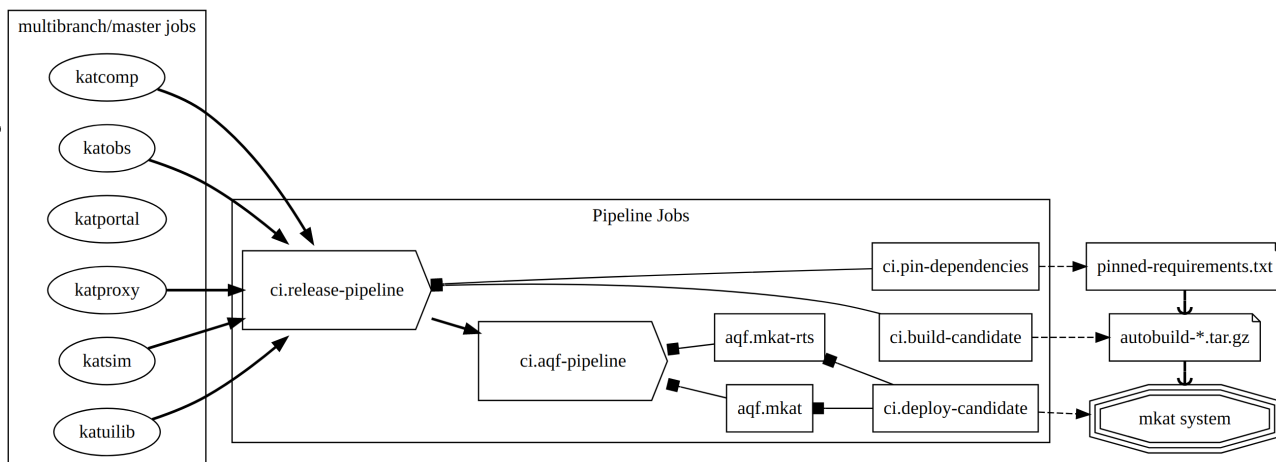 multibranch/master jobs
katcomp
katobs
katportal
katproxy
katsim
katuilib
Pipeline Jobs
ci.release-pipeline
ci.aqf-pipeline
aqf.mkat-rts
aqf.mkat
ci.pin-dependencies
ci.build-candidate
ci.deploy-candidate
pinned-requirements.txt
autobuild-*.tar.gz
mkat system